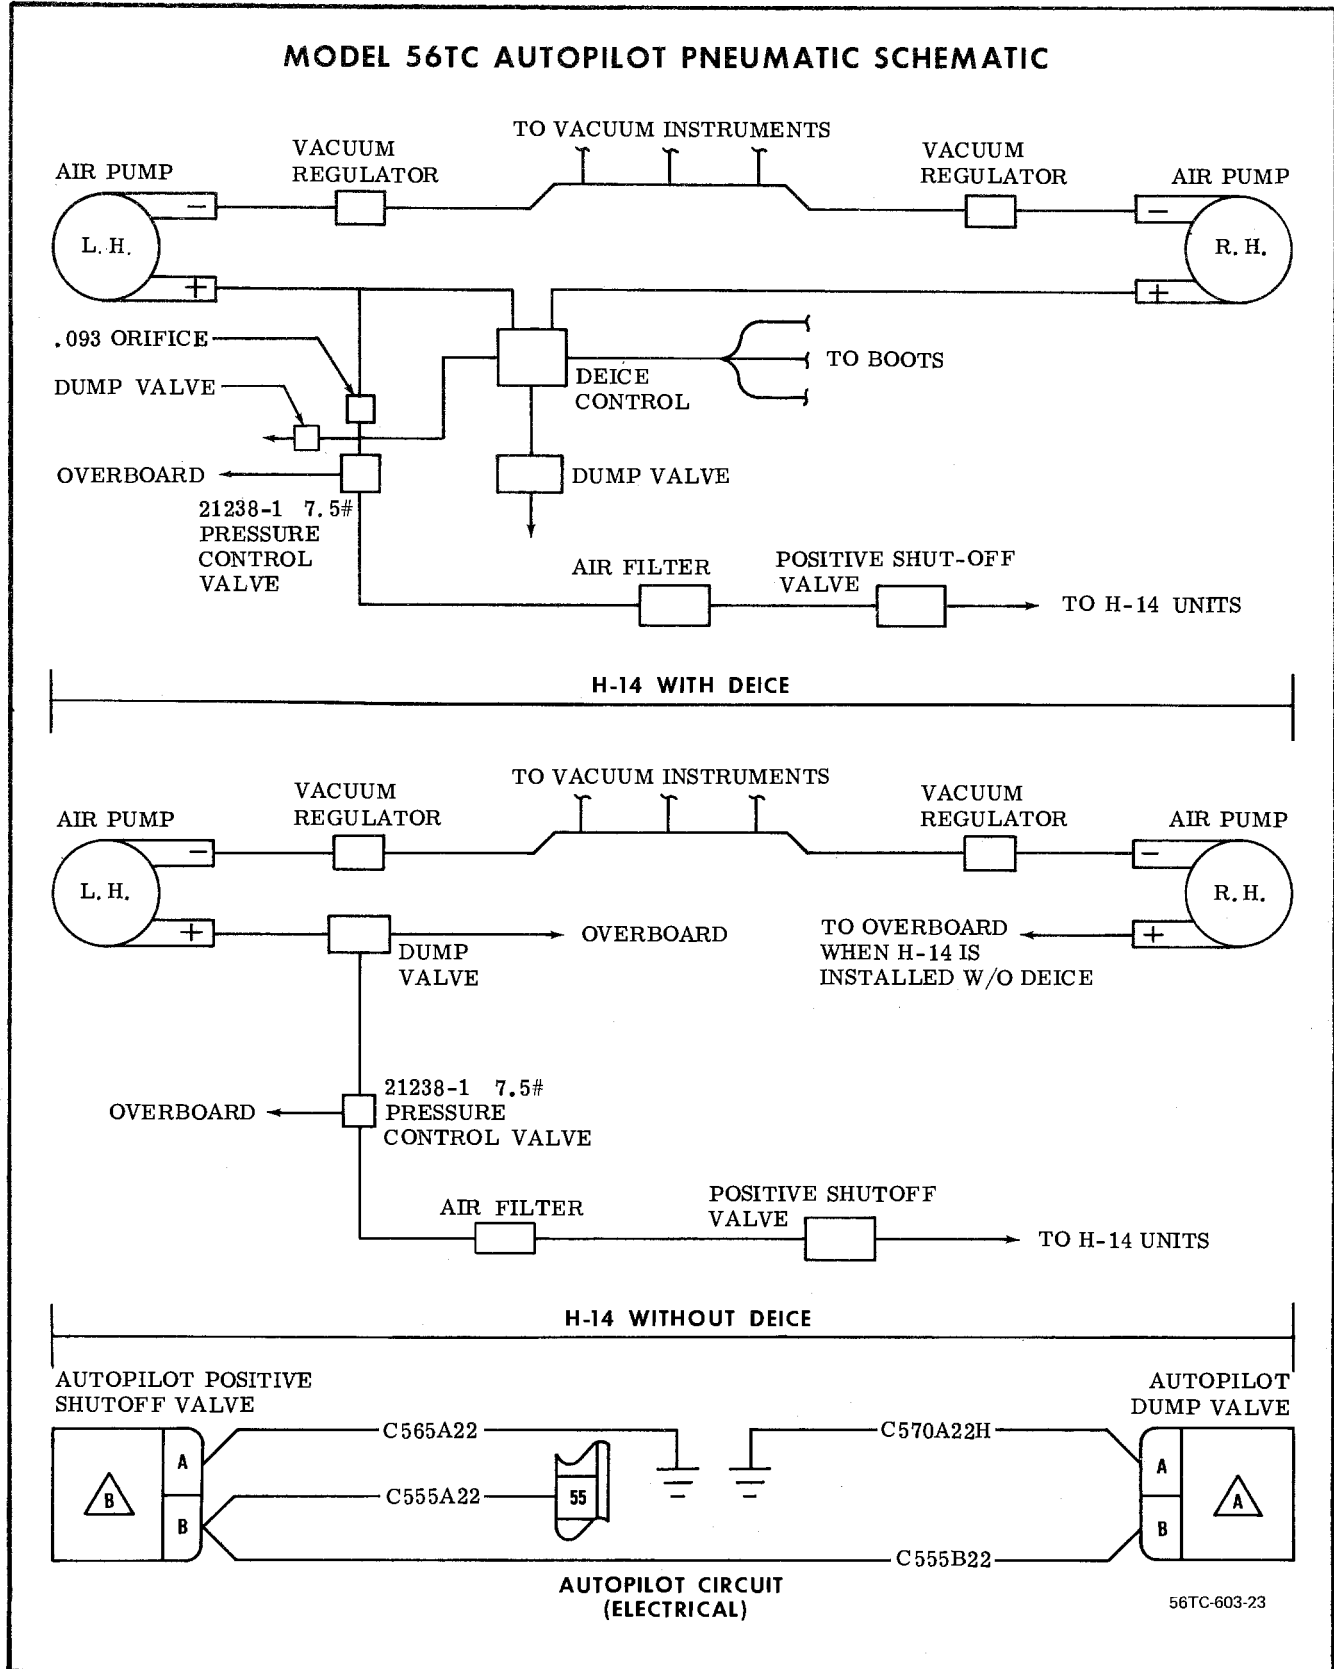 MODEL 56TC AUTOPILOT PNEUMATIC SCHEMATIC
TO VACUUM INSTRUMENTS
VACUUM
REGULATOR
VACUUM
REGULATOR
AIR PUMP
AIR PUMP
−
−
L. H.
R. H.
+
+
.093 ORIFICE
DUMP VALVE
DEICE
CONTROL
TO BOOTS
OVERBOARD
DUMP VALVE
21238-1 7.5#
PRESSURE
CONTROL
VALVE
AIR FILTER
POSITIVE SHUT-OFF
VALVE
TO H-14 UNITS
H-14 WITH DEICE
TO VACUUM INSTRUMENTS
VACUUM
REGULATOR
VACUUM
REGULATOR
AIR PUMP
AIR PUMP
−
−
L. H.
R. H.
+
+
DUMP
VALVE
OVERBOARD
TO OVERBOARD
WHEN H-14 IS
INSTALLED W/O DEICE
21238-1 7.5#
PRESSURE
CONTROL VALVE
OVERBOARD
AIR FILTER
POSITIVE SHUTOFF
VALVE
TO H-14 UNITS
H-14 WITHOUT DEICE
AUTOPILOT POSITIVE
SHUTOFF VALVE
AUTOPILOT
DUMP VALVE
C565A22
C570A22H
A
A
B
C555A22
55
A
B
B
C555B22
AUTOPILOT CIRCUIT
(ELECTRICAL)
56TC-603-23